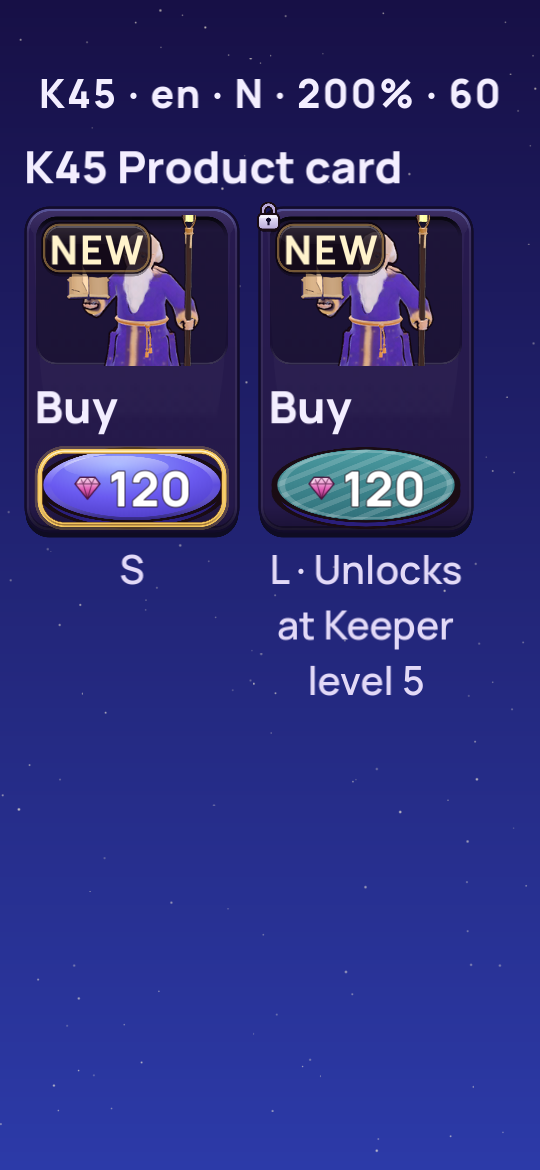 K45 · en · N · 200% · 60
K45 Product card
NEW
NEW
Buy
Buy
120
120
S
L · Unlocks
at Keeper
level 5